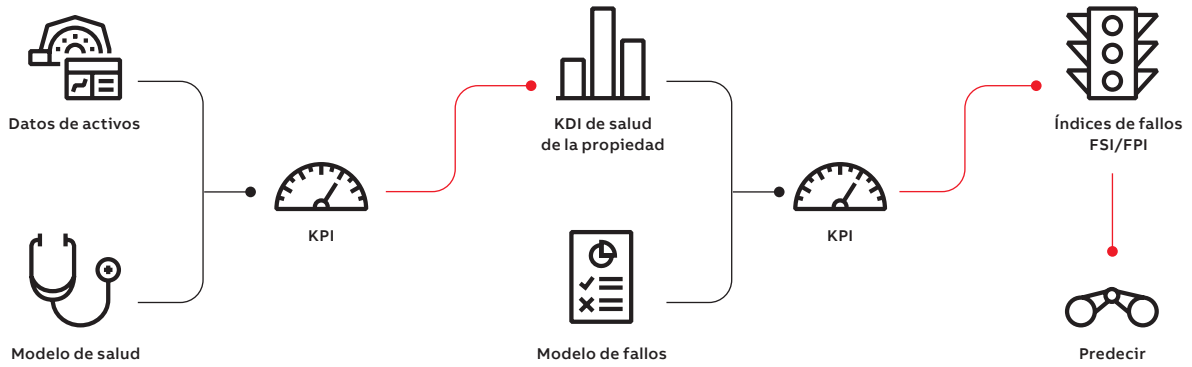 Datos de activos
Modelo de salud
KPI
KDI de salud
de la propiedad
Modelo de fallos
KPI
Índices de fallos
FSI/FPI
Predecir